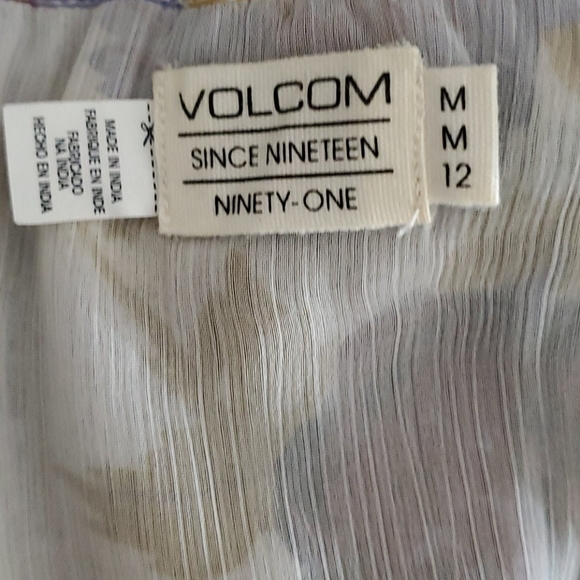 VOLCOM
SINCE NINETEEN
NINETY-ONE
M
M
12
MADE IN INDIA
FABRIQUE EN INDE
FABRICADO
NA INDIA
HECHO EN INDIA